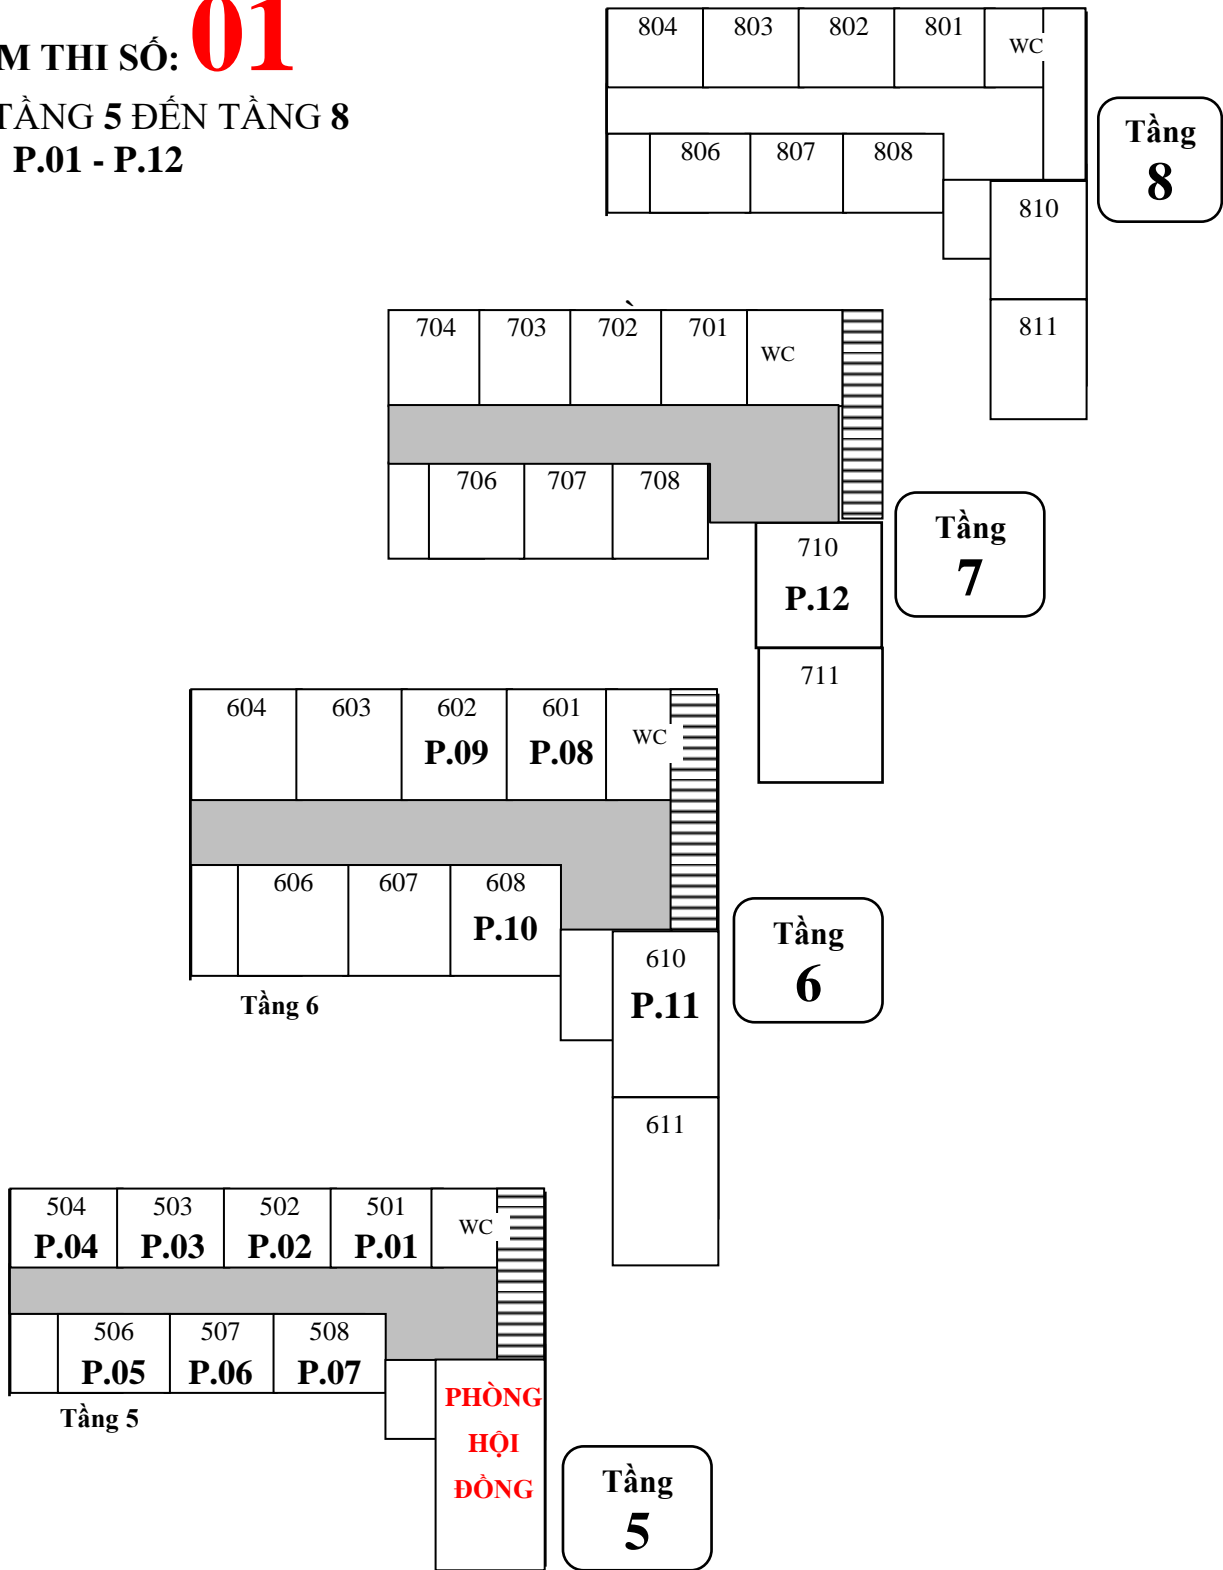 M THI SỐ: 01
TẦNG 5 ĐẾN TẦNG 8
P.01 - P.12
804 803 802 801 WC
806 807 808
810
811
Tầng
8
704 703 702 701 WC
706 707 708
710
P.12
711
Tầng
7
604 603 602 601 WC
P.09 P.08
606 607 608
P.10
610
P.11
611
Tầng 6
Tầng
6
504 503 502 501 WC
P.04 P.03 P.02 P.01
506 507 508
P.05 P.06 P.07
Tầng 5
PHÒNG
HỘI
ĐỒNG
Tầng
5